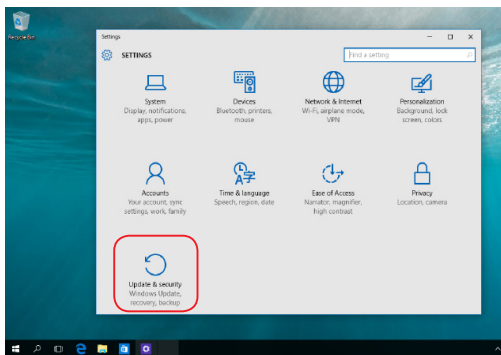 Recycle Bin
Settings
SETTINGS
Find a setting
System
Display, notifications,
apps, power
Devices
Bluetooth, printers,
mouse
Network & Internet
Wi-Fi, airplane mode,
VPN
Personalization
Background, lock
screen, colors
Accounts
Your account, sync
settings, work, family
Time & language
Speech, region, date
Ease of Access
Narrator, magnifier,
high contrast
Privacy
Location, camera
Update & security
Windows Update,
recovery, backup